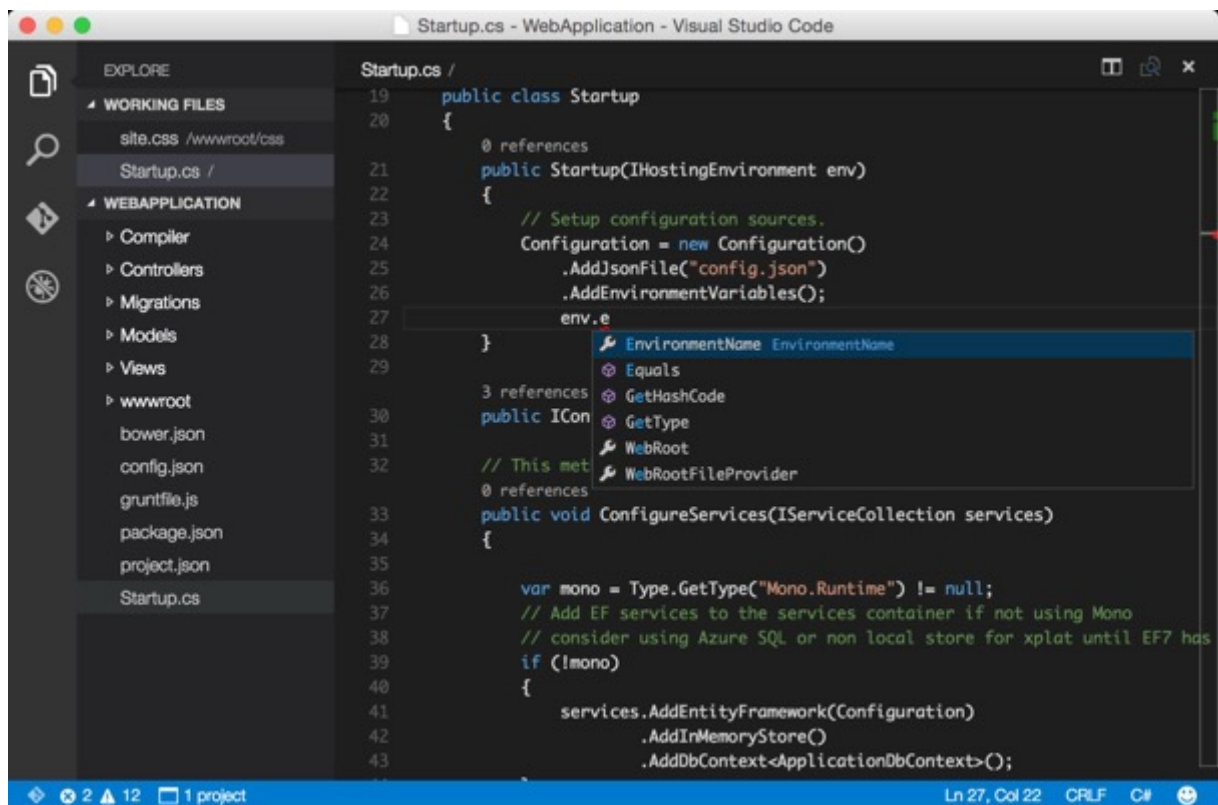 Startup.cs - WebApplication - Visual Studio Code
EXPLORE
WORKING FILES
site.css /wwwroot/css
Startup.cs /
WEBAPPLICATION
Compiler
Controllers
Migrations
Models
Views
wwwroot
bower.json
config.json
gruntfile.js
package.json
project.json
Startup.cs
Startup.cs /
19 public class Startup
20 {
0 references
21 public Startup(IHostingEnvironment env)
22 {
23 // Setup configuration sources.
24 Configuration = new Configuration()
25 .AddJsonFile("config.json")
26 .AddEnvironmentVariables();
27 env.e
28 }
29
EnvironmentName EnvironmentName
Equals
GetHashCode
GetType
WebRoot
WebRootFileProvider
3 references
30 public ICon
31
32 // This met
0 references
33 public void ConfigureServices(IServiceCollection services)
34 {
35
36 var mono = Type.GetType("Mono.Runtime") != null;
37 // Add EF services to the services container if not using Mono
38 // consider using Azure SQL or non local store for xplat until EF7 has
39 if (!mono)
40 {
41 services.AddEntityFramework(Configuration)
42 .AddInMemoryStore()
43 .AddDbContext<ApplicationDbContext>();
2 12 1 project
Ln 27, Col 22 CRLF C#